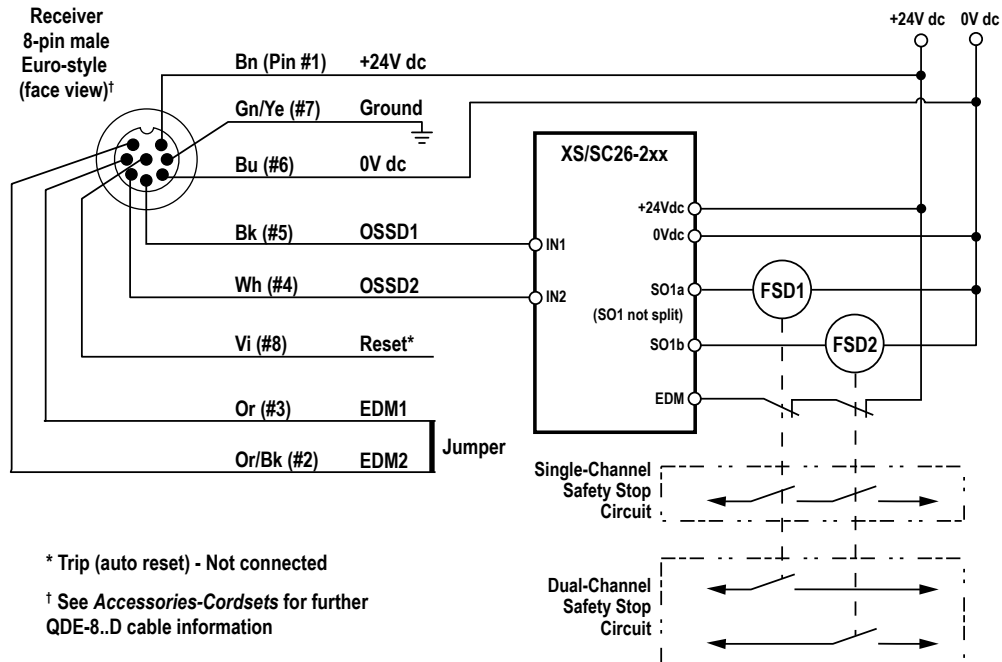 Receiver
8-pin male
Euro-style
(face view)†
+24V dc 0V dc
Bn (Pin #1) +24V dc
Gn/Ye (#7) Ground
Bu (#6) 0V dc
Bk (#5) OSSD1
Wh (#4) OSSD2
Vi (#8) Reset*
Or (#3) EDM1
Or/Bk (#2) EDM2
Jumper
XS/SC26-2xx
+24Vdc
0Vdc
IN1
IN2
SO1a
(SO1 not split)
SO1b
EDM
FSD1
FSD2
Single-Channel
Safety Stop
Circuit
Dual-Channel
Safety Stop
Circuit
* Trip (auto reset) - Not connected
† See Accessories-Cordsets for further
QDE-8..D cable information